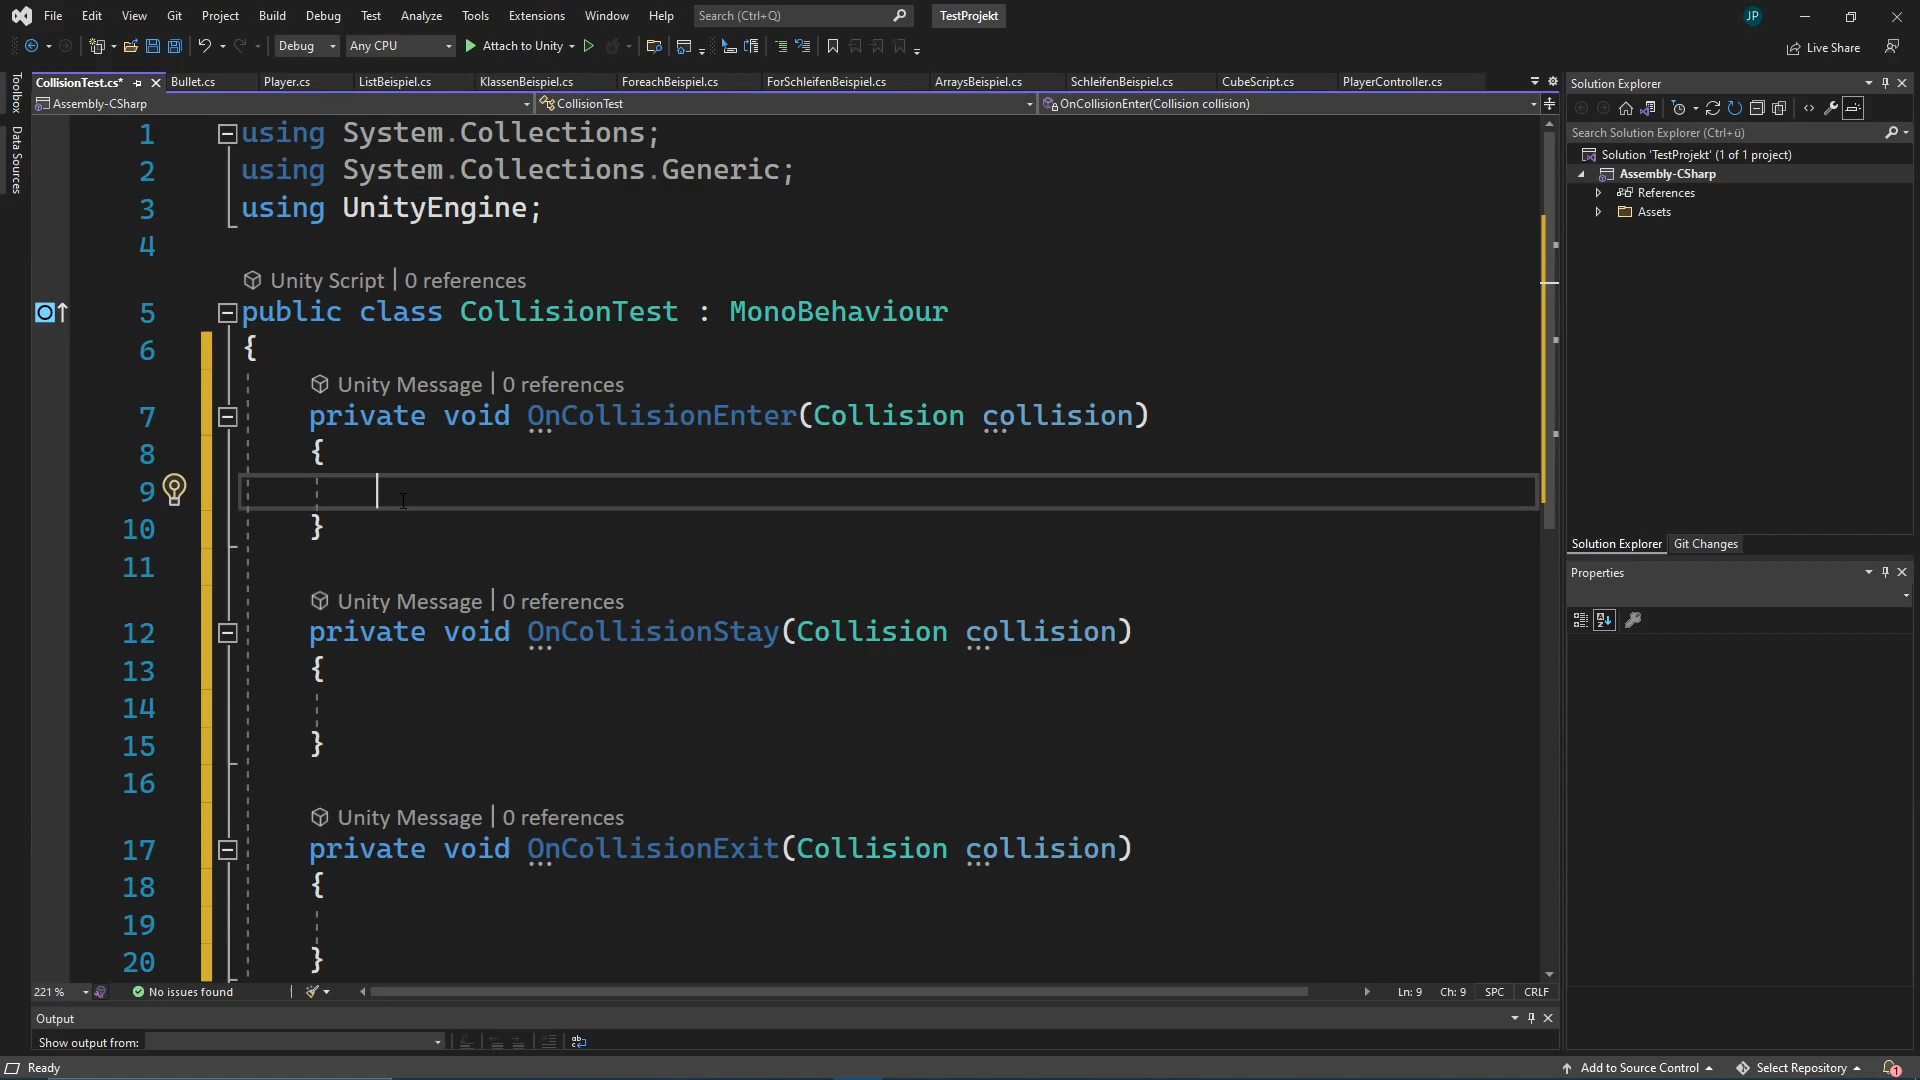 File Edit View Git Project Build Debug Test Analyze Tools Extensions Window Help Search (Ctrl+Q) TestProjekt JP
Debug Any CPU Attach to Unity Live Share
CollisionTest.cs* Bullet.cs Player.cs ListBeispiel.cs KlassenBeispiel.cs ForeachBeispiel.cs ForSchleifenBeispiel.cs ArraysBeispiel.cs SchleifenBeispiel.cs CubeScript.cs PlayerController.cs
Assembly-CSharp CollisionTest OnCollisionEnter(Collision collision)
Toolbox
Data Sources
1 using System.Collections;
2 using System.Collections.Generic;
3 using UnityEngine;
4
Unity Script | 0 references
5 public class CollisionTest : MonoBehaviour
6 {
Unity Message | 0 references
7 private void OnCollisionEnter(Collision collision)
8 {
9
10 }
11
Unity Message | 0 references
12 private void OnCollisionStay(Collision collision)
13 {
14
15 }
16
Unity Message | 0 references
17 private void OnCollisionExit(Collision collision)
18 {
19
20 }
221 % No issues found Ln: 9 Ch: 9 SPC CRLF
Output
Show output from:
Ready Add to Source Control Select Repository 1
Solution Explorer
Search Solution Explorer (Ctrl+ü)
Solution 'TestProjekt' (1 of 1 project)
Assembly-CSharp
References
Assets
Solution Explorer Git Changes
Properties